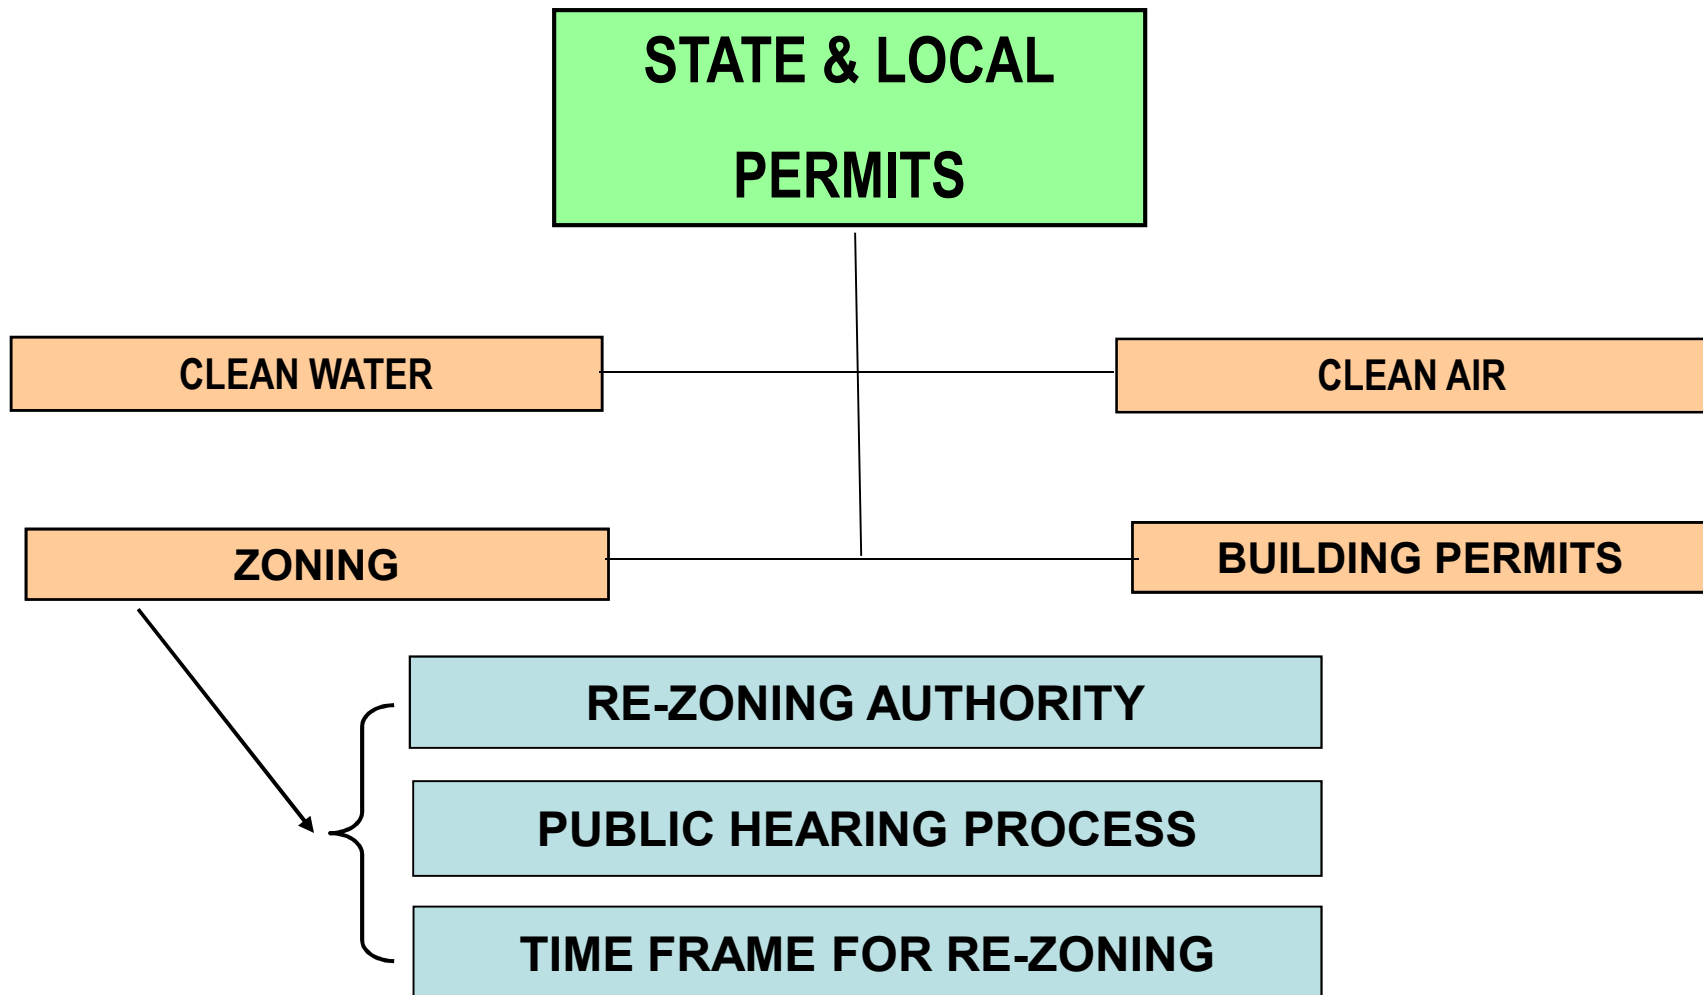 STATE & LOCAL
PERMITS
CLEAN WATER
CLEAN AIR
ZONING
BUILDING PERMITS
RE-ZONING AUTHORITY
PUBLIC HEARING PROCESS
TIME FRAME FOR RE-ZONING